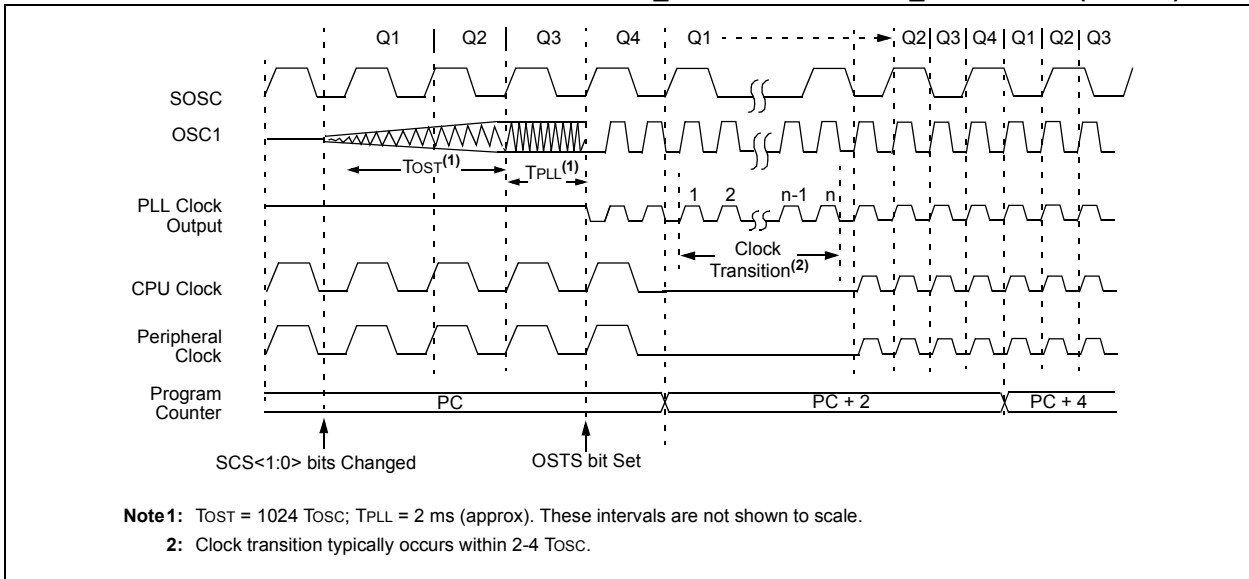 Q1 Q2 Q3 Q4 Q1 Q2 Q3 Q4 Q1 Q2 Q3
SOSC
OSC1
TOST(1) TPLL(1)
1 2 n-1 n
PLL Clock
Output
Clock
Transition(2)
CPU Clock
Peripheral
Clock
Program
Counter
PC PC + 2 PC + 4
SCS<1:0> bits Changed OSTS bit Set
Note1: TOST = 1024 TOSC; TPLL = 2 ms (approx). These intervals are not shown to scale.
2: Clock transition typically occurs within 2-4 TOSC.